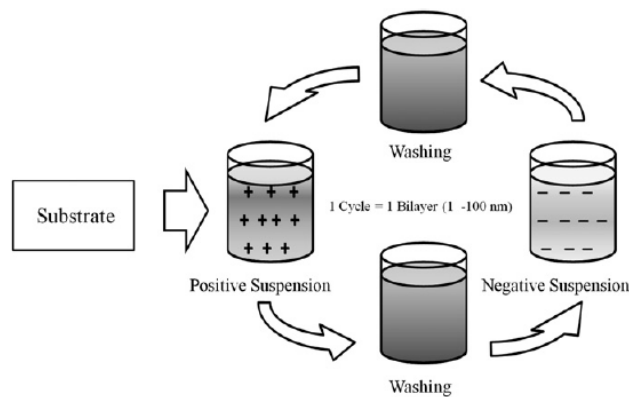 Washing
Substrate
+ + +
+ + + +
+ + +
1 Cycle = 1 Bilayer (1 -100 nm)
− − − −
− − − − −
− − − −
Positive Suspension
Negative Suspension
Washing